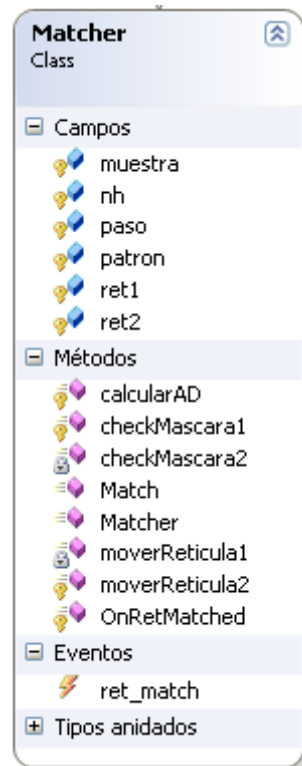 Matcher
Class
Campos
muestra
nh
paso
patron
ret1
ret2
Métodos
calcularAD
checkMascara1
checkMascara2
Match
Matcher
moverReticula1
moverReticula2
OnRetMatched
Eventos
ret_match
Tipos anidados